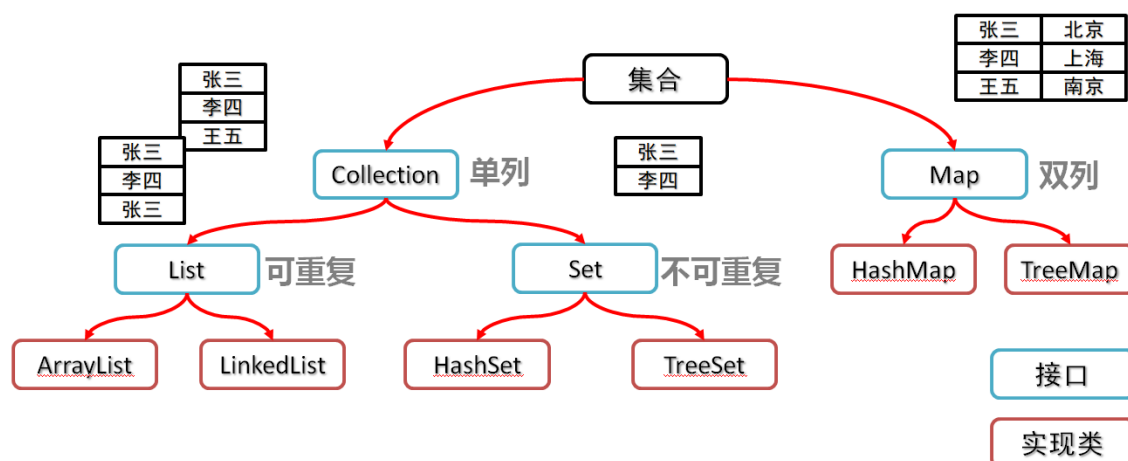 张三 北京
李四 上海
王五 南京
集合
张三
李四
王五
张三
李四
张三
Collection 单列
张三
李四
Map 双列
List 可重复
Set 不可重复
HashMap
TreeMap
ArrayList
LinkedList
HashSet
TreeSet
接口
实现类